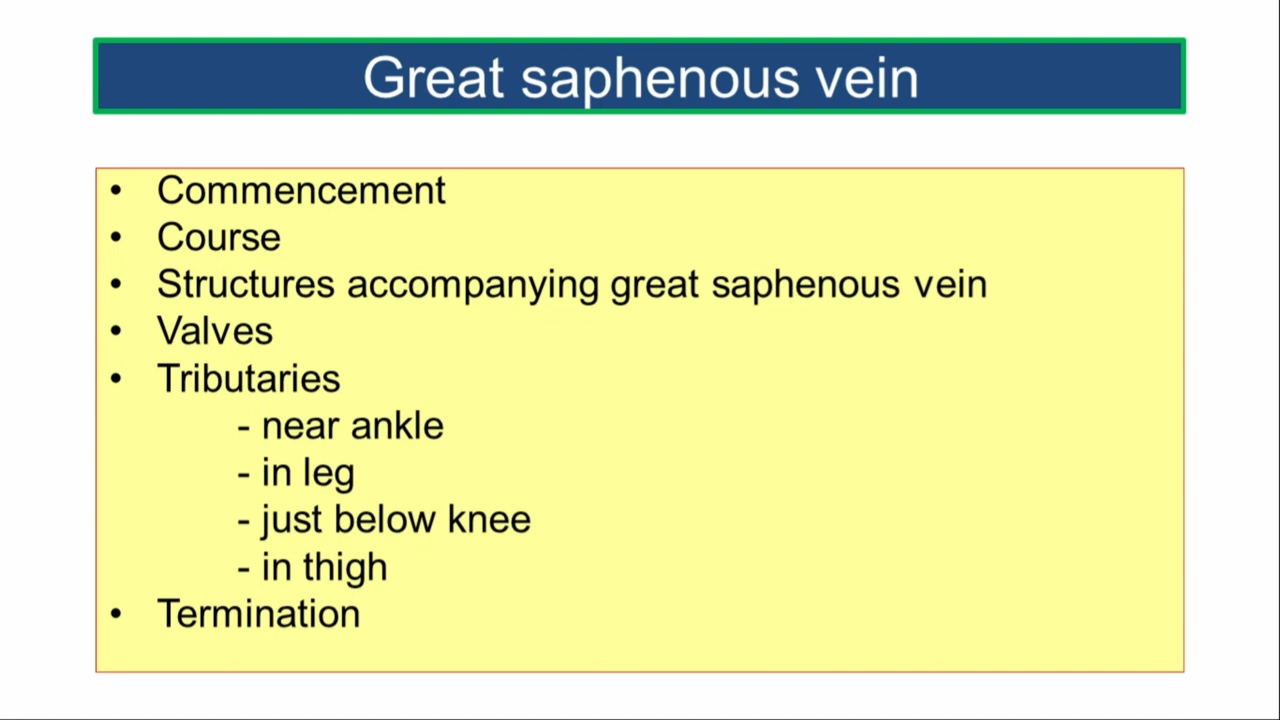 Great saphenous vein
• Commencement
• Course
• Structures accompanying great saphenous vein
• Valves
• Tributaries
- near ankle
- in leg
- just below knee
- in thigh
• Termination